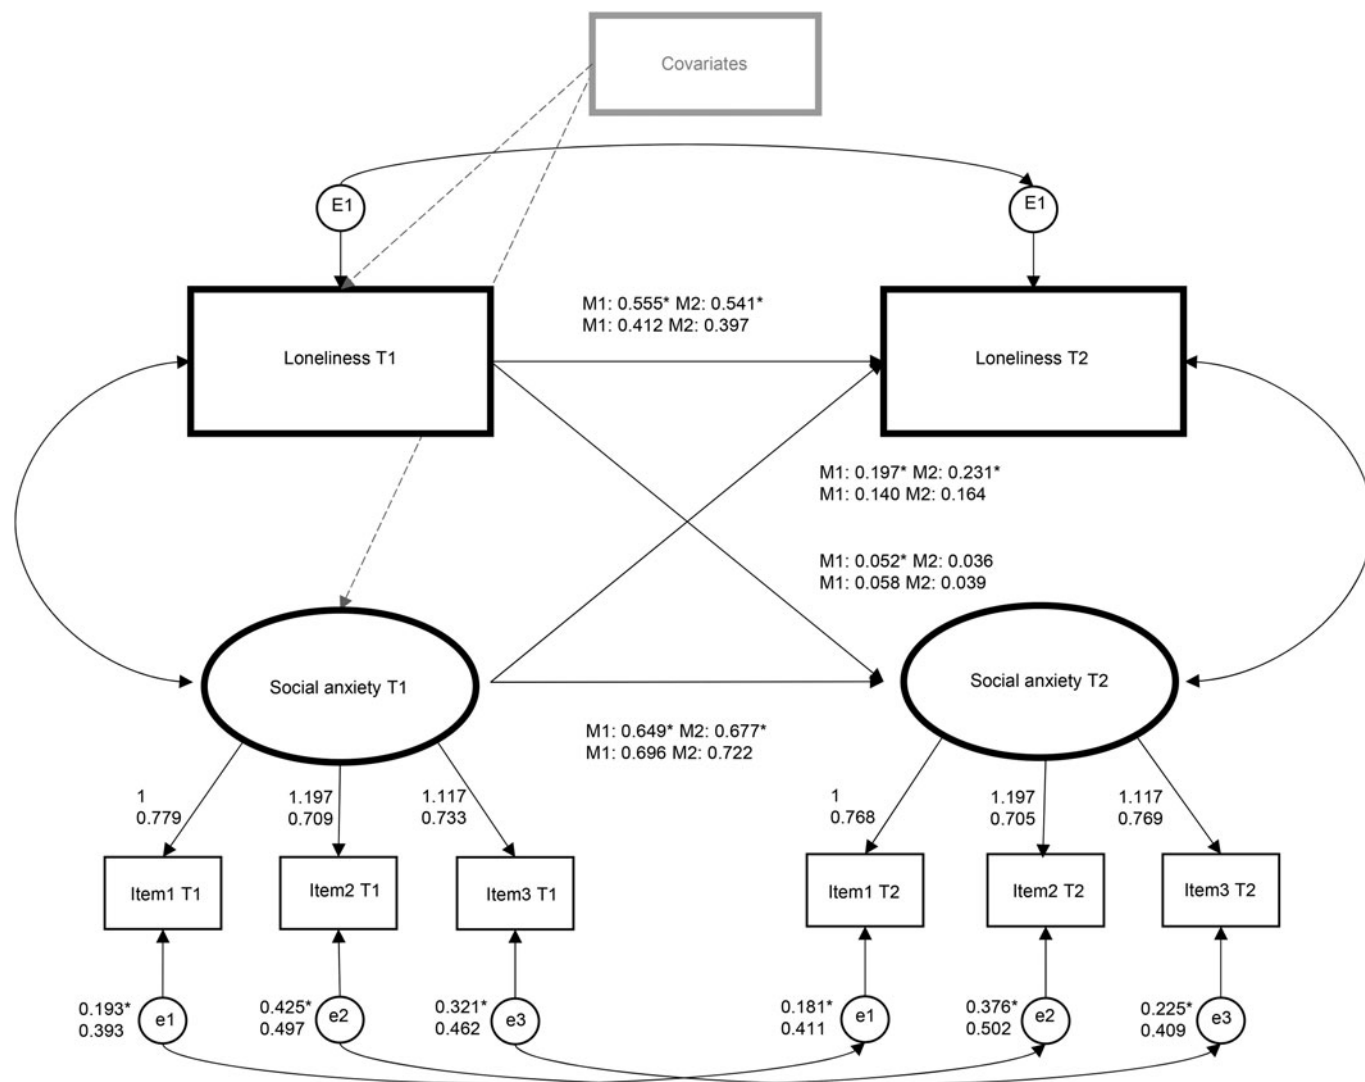 Covariates
E1
E1
M1: 0.555* M2: 0.541*
M1: 0.412 M2: 0.397
Loneliness T1
Loneliness T2
M1: 0.197* M2: 0.231*
M1: 0.140 M2: 0.164
M1: 0.052* M2: 0.036
M1: 0.058 M2: 0.039
Social anxiety T1
Social anxiety T2
M1: 0.649* M2: 0.677*
M1: 0.696 M2: 0.722
1
0.779
1.197
0.709
1.117
0.733
1
0.768
1.197
0.705
1.117
0.769
Item1 T1
Item2 T1
Item3 T1
Item1 T2
Item2 T2
Item3 T2
0.193*
0.393
e1
0.425*
0.497
e2
0.321*
0.462
e3
0.181*
0.411
e1
0.376*
0.502
e2
0.225*
0.409
e3